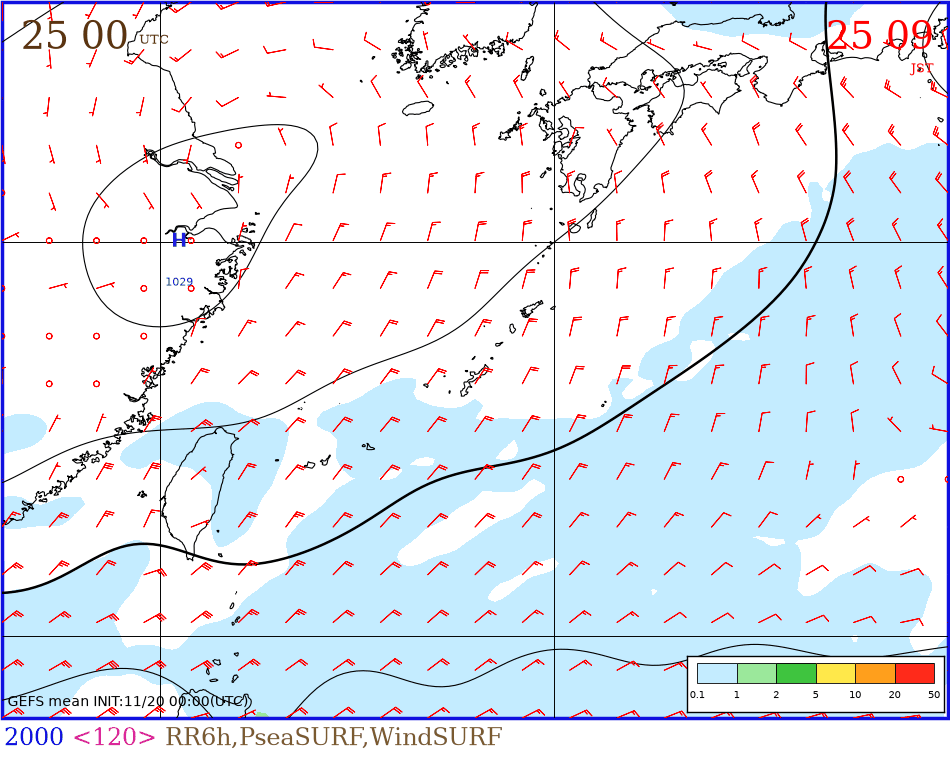 25 00 UTC
25 09
JST
H
1029
GEFS mean INIT:11/20 00:00(UTC)
0.1 1 2 5 10 20 50
2000 <120> RR6h,PseaSURF,WindSURF